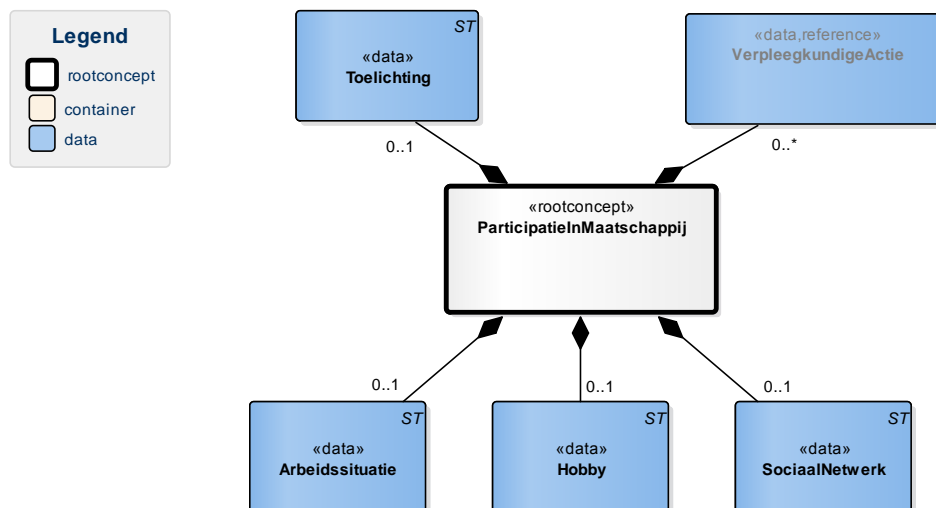 Legend
rootconcept
container
data
ST
«data»
Toelichting
«data,reference»
VerpleegkundigeActie
0..1
0..*
«rootconcept»
ParticipatieInMaatschappij
0..1
0..1
0..1
ST
«data»
Arbeidssituatie
ST
«data»
Hobby
ST
«data»
SociaalNetwerk